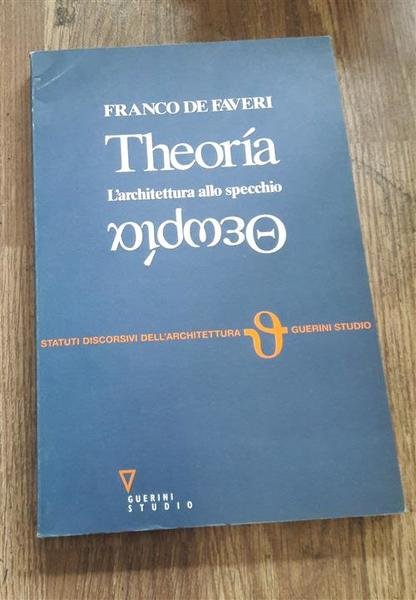 FRANCO DE FAVERI
Theoría
L'architettura allo specchio
Θεωρία
STATUTI DISCORSIVI DELL'ARCHITETTURA ϑ GUERINI STUDIO
GUERINI
STUDIO